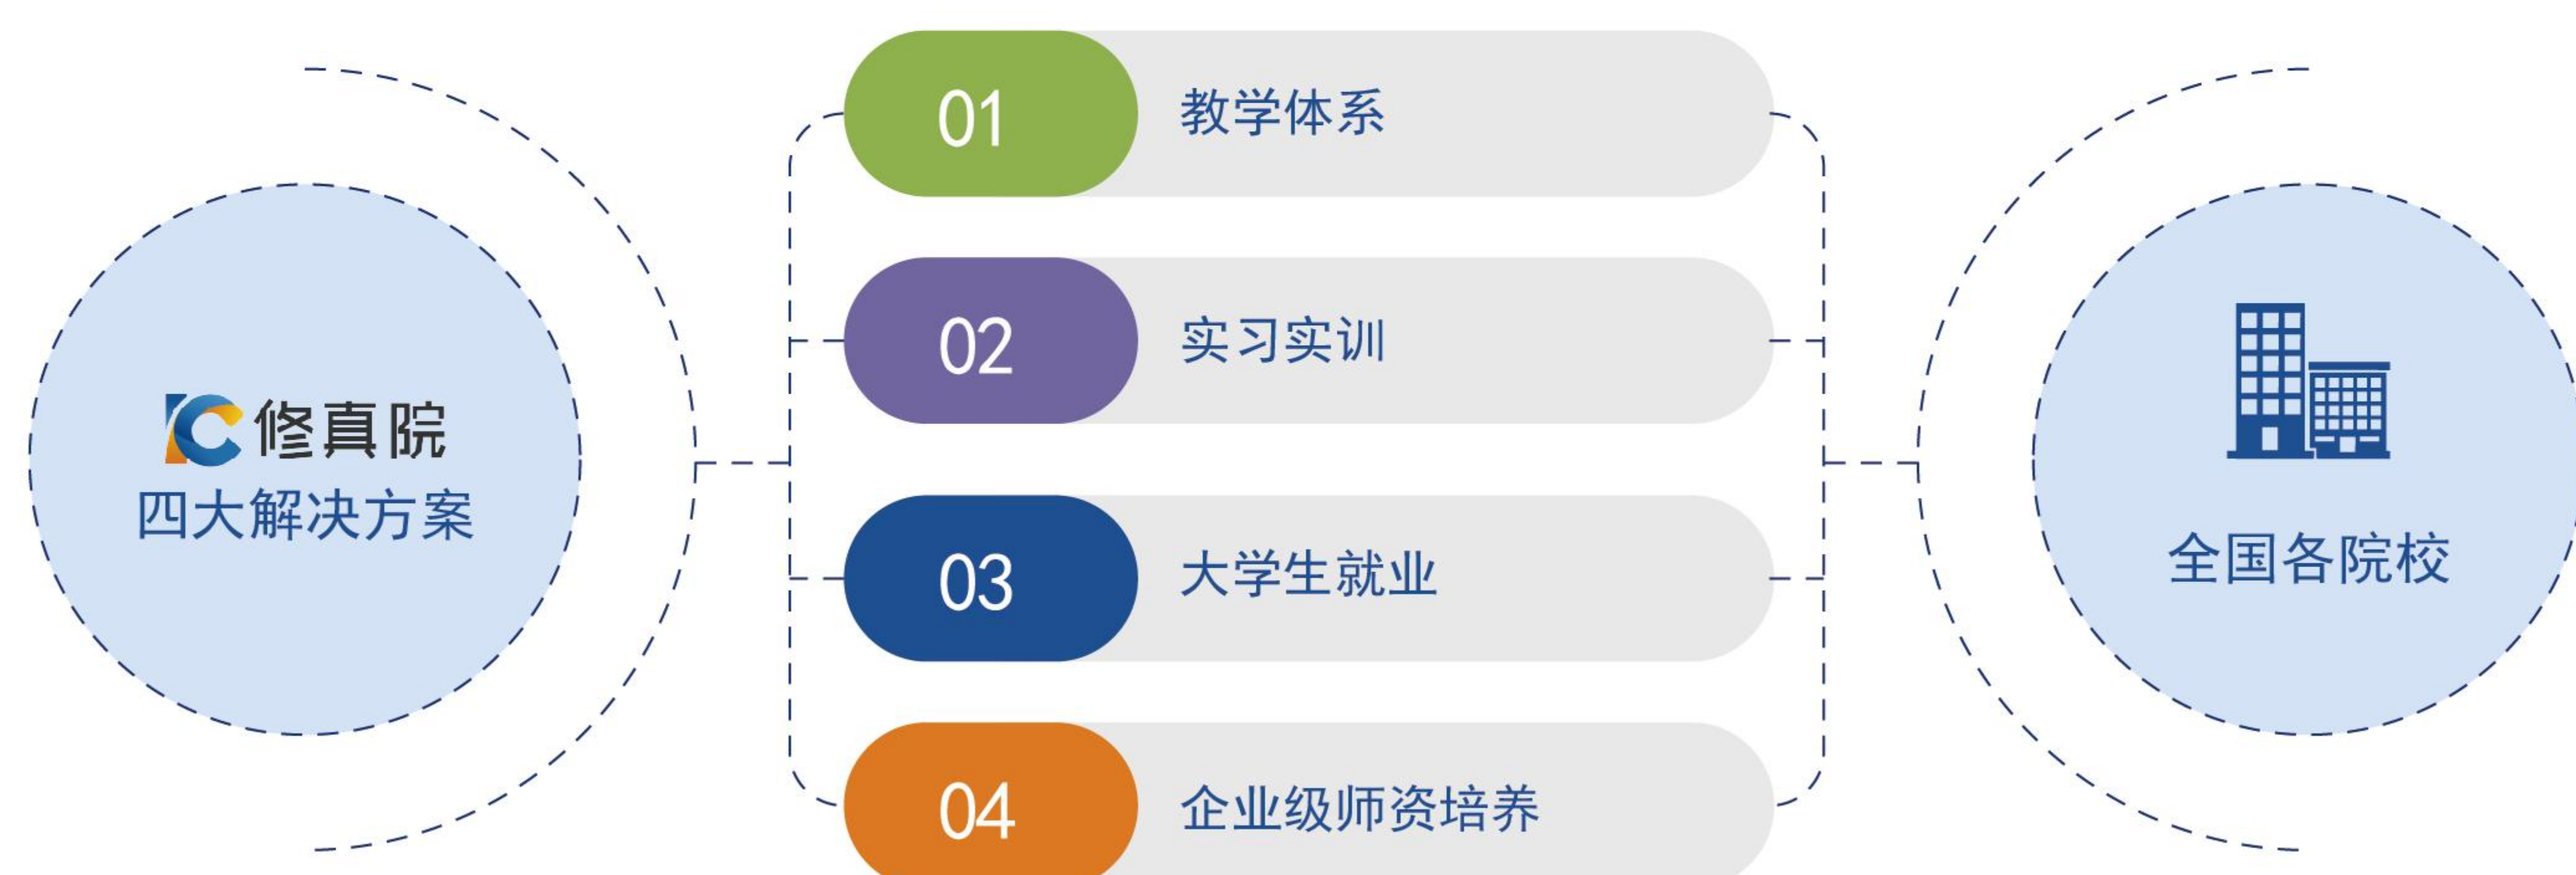 修真院
四大解决方案
01 教学体系
02 实习实训
03 大学生就业
04 企业级师资培养
全国各院校